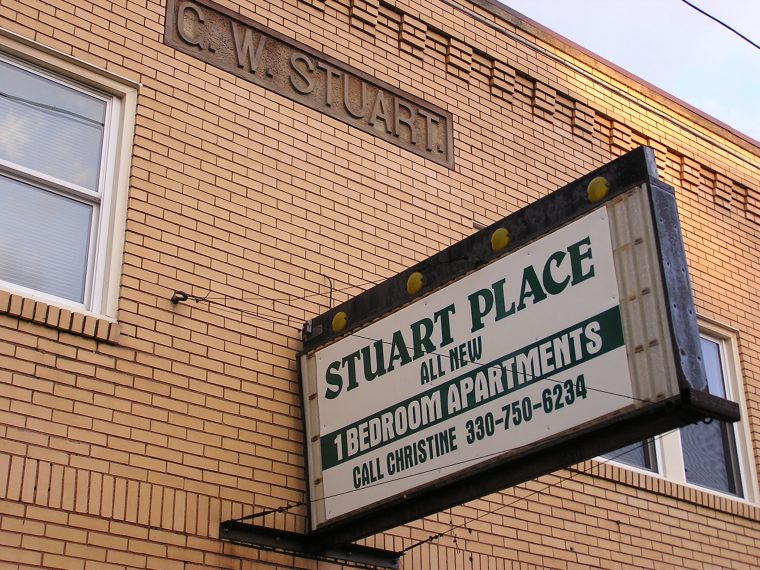 C. W. STUART.
STUART PLACE
ALL NEW
1 BEDROOM APARTMENTS
CALL CHRISTINE 330-750-6234